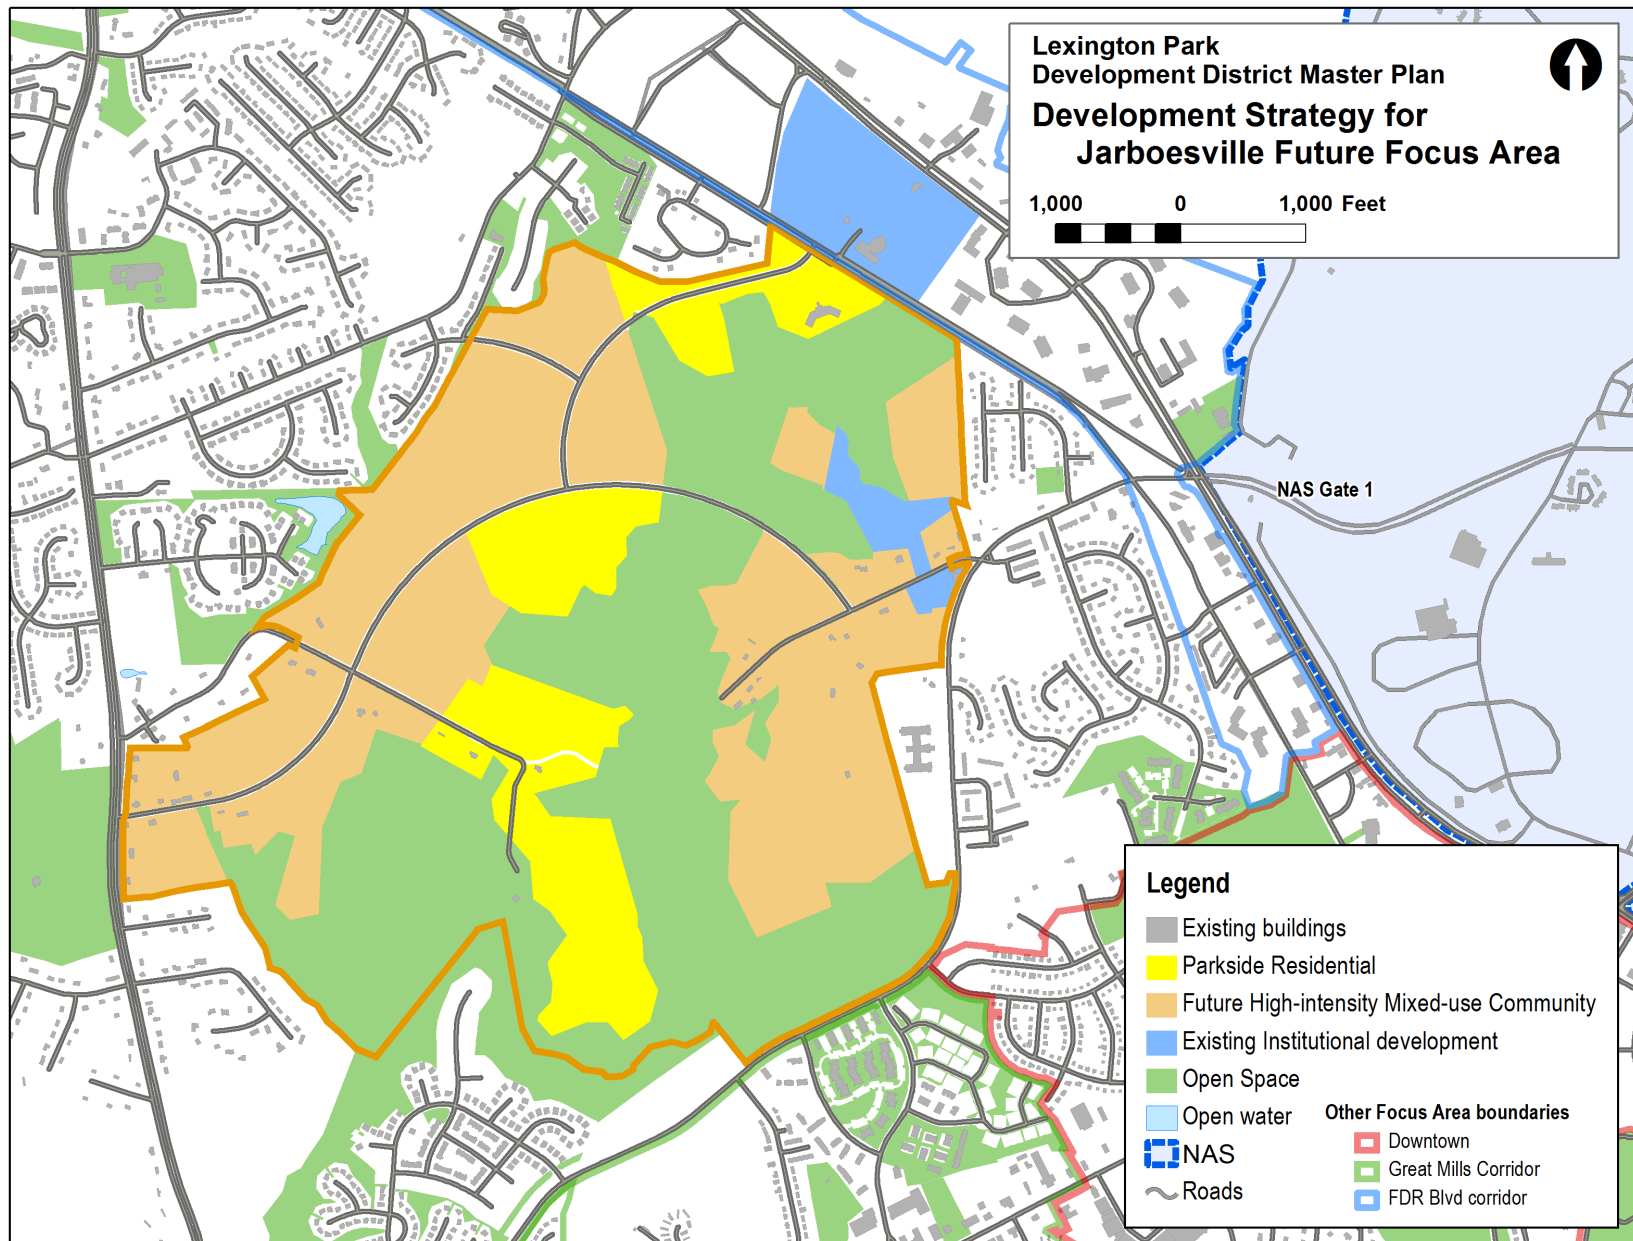 Lexington Park
Development District Master Plan
Development Strategy for
Jarboesville Future Focus Area
1,000 0 1,000 Feet
NAS Gate 1
Legend
Existing buildings
Parkside Residential
Future High-intensity Mixed-use Community
Existing Institutional development
Open Space
Open water
NAS
Roads
Other Focus Area boundaries
Downtown
Great Mills Corridor
FDR Blvd corridor